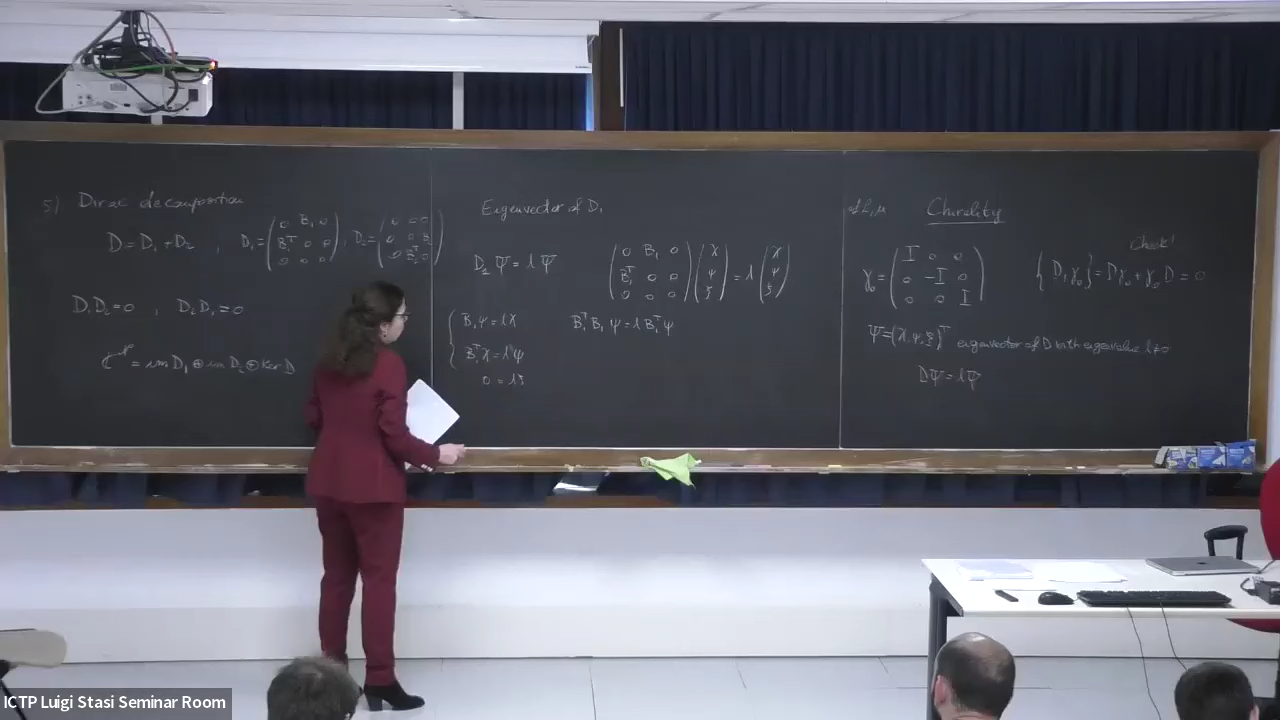 5) Dirac decomposition
D = D₁ + D₂ , D₁ = ( 0 B₁ 0 ; B₁ᵀ 0 0 ; 0 0 0 ) , D₂ = ( 0 0 0 ; 0 0 B₂ ; 0 B₂ᵀ 0 )
D₁D₂ = 0 , D₂D₁ = 0
= im D₁ ⊕ im D₂ ⊕ ker D
Eigenvector of D₁
D₂ Ψ = λ Ψ
( 0 B₁ 0 ; B₁ᵀ 0 0 ; 0 0 0 ) ( χ ; ψ ; ξ ) = λ ( χ ; ψ ; ξ )
B₁ψ = λχ
B₁ᵀχ = λψ
0 = λξ
B₁ᵀB₁ψ = λB₁ᵀψ
Chirality
γ₀ = ( I 0 0 ; 0 -I 0 ; 0 0 I )
Check!
{D, γ₀} = Dγ₀ + γ₀D = 0
Ψ = (χ, ψ, ξ)ᵀ eigenvector of D with eigenvalue λ≠0
DΨ = λΨ
ICTP Luigi Stasi Seminar Room